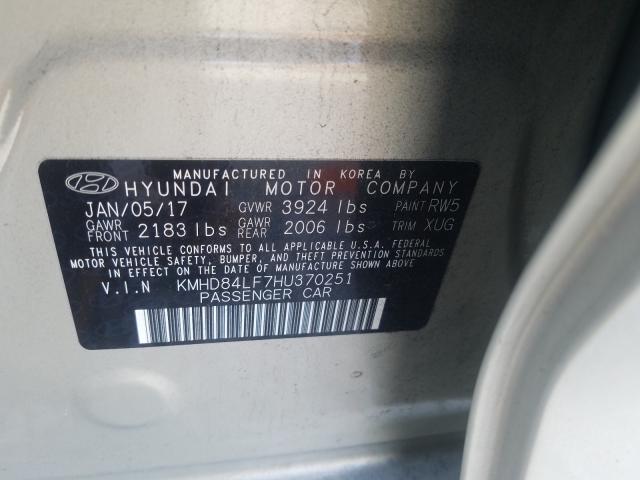 MANUFACTURED IN KOREA BY
HYUNDAI MOTOR COMPANY
JAN/05/17 GVWR 3924 lbs PAINT RW5
GAWR FRONT 2183 lbs GAWR REAR 2006 lbs TRIM XUG
THIS VEHICLE CONFORMS TO ALL APPLICABLE U.S.A. FEDERAL
MOTOR VEHICLE SAFETY, BUMPER, AND THEFT PREVENTION STANDARDS
IN EFFECT ON THE DATE OF MANUFACTURE SHOWN ABOVE.
V.I.N KMHD84LF7HU370251
PASSENGER CAR